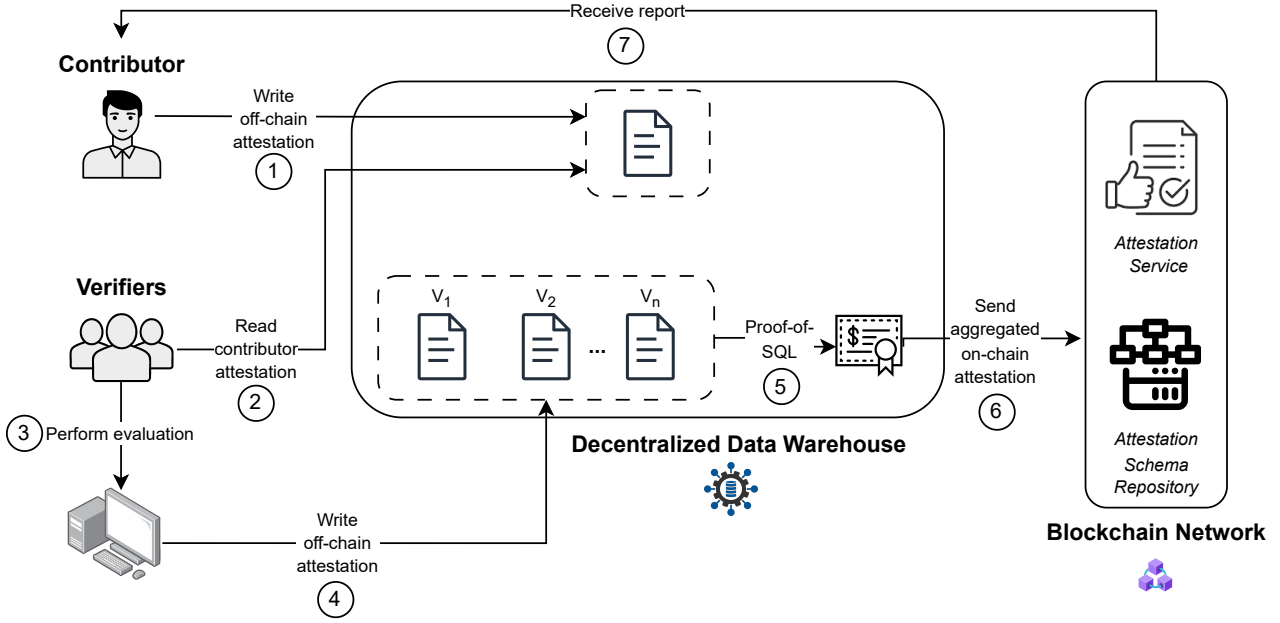 Receive report
7
Contributor
Write
off-chain
attestation
1
Verifiers
Read
contributor
attestation
2
3
Perform evaluation
Write
off-chain
attestation
4
V1
V2
...
Vn
Proof-of-
SQL
5
$
Decentralized Data Warehouse
Send
aggregated
on-chain
attestation
6
Attestation
Service
Attestation
Schema
Repository
Blockchain Network